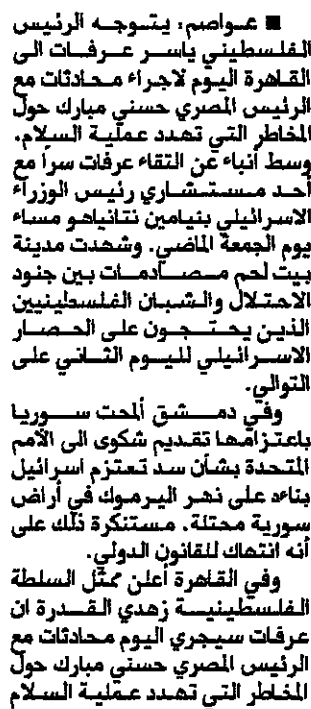 ■ عواصم: يتوجه الرئيس
الفلسطيني ياسر عرفات الى
القاهرة اليوم لاجراء محادثات مع
الرئيس المصري حسني مبارك حول
المخاطر التي تهدد عملية السلام.
وسط أنباء عن التقاء عرفات سراً مع
أحد مستشاري رئيس الوزراء
الاسرائيلي بنيامين نتانياهو مساء
يوم الجمعة الماضي. وشهدت مدينة
بيت لحم مصادمات بين جنود
الاحتلال والشبان الفلسطينيين
الذين يحتجون على الحصار
الاسرائيلي لليوم الثاني على
التوالي.
وفي دمشق ألمحت سوريا
باعتزامها تقديم شكوى الى الأمم
المتحدة بشأن سد تعتزم اسرائيل
بناءه على نهر اليرموك في أراض
سورية محتلة. مستنكرة ذلك على
أنه انتهاك للقانون الدولي.
وفي القاهرة أعلن ممثل السلطة
الفلسطينية زهدي القدرة ان
عرفات سيجري اليوم محادثات مع
الرئيس المصري حسني مبارك حول
المخاطر التي تهدد عملية السلام